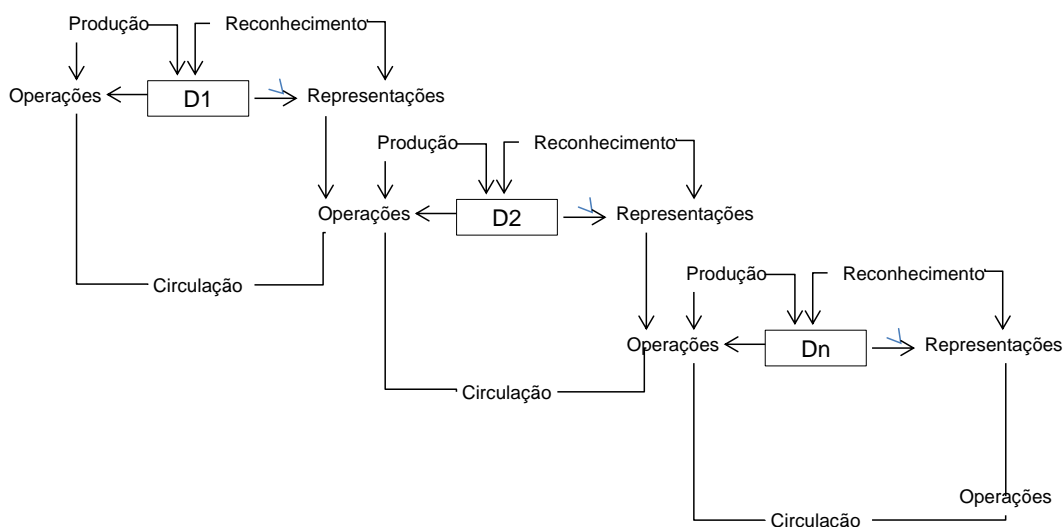 Produção Reconhecimento
Operações D1 Representações
Produção Reconhecimento
Operações D2 Representações
Circulação Produção Reconhecimento
Operações Dn Representações
Circulação
Operações
Circulação